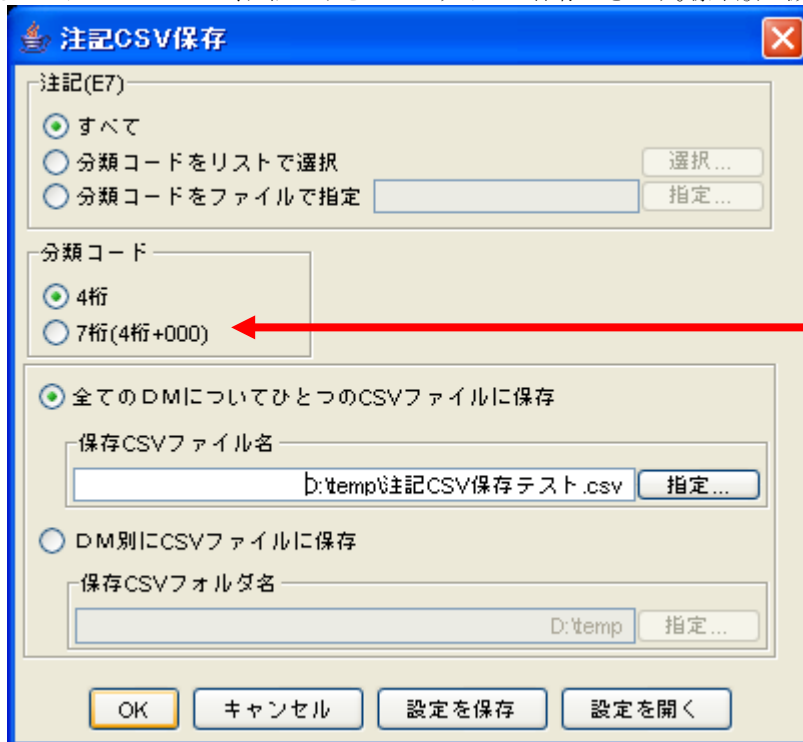 注記CSV保存
注記(E7)
すべて
分類コードをリストで選択
選択...
分類コードをファイルで指定
指定...
分類コード
4桁
7桁(4桁+000)
全てのDMについてひとつのCSVファイルに保存
保存CSVファイル名
D:\temp\注記CSV保存テスト.csv
指定...
DM別にCSVファイルに保存
保存CSVフォルダ名
D:\temp
指定...
OK
キャンセル
設定を保存
設定を開く